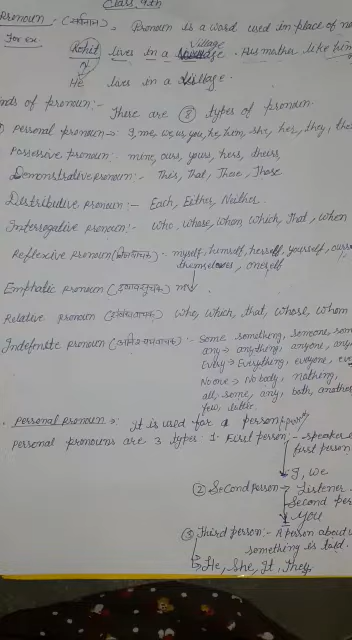 Class 9th
Pronoun :- (सर्वनाम) - Pronoun is a word used in place of
For ex. Rohit lives in a Village. His mother like him
He lives in a Village.
Kinds of pronoun:-
There are 8 types of pronoun.
Personal pronoun → I, me, we, us, you, he, him, she, her, they,
Possessive pronoun:- mine, ours, yours, hers, theirs,
Demonstrative pronoun:- This, That, These, Those
Distributive pronoun:- Each, Either, Neither.
Interrogative pronoun:- Who, Whose, Whom, Which, That, When
Reflexive pronoun :- myself, himself, herself, yourself,
themselves, oneself
Emphatic pronoun
Relative pronoun Who, Which, that, Whose, Whom
Indefinite pronoun :- Some something, someone,
any → anything, anyone,
Every → Everything, everyone,
No one → Nobody, nothing,
all, some, any, both,
few, little.
Personal pronoun →: It is used for a person
Personal pronouns are 3 types 1. First person:- speaker
first person
→ I, We
② Second person → Listener
Second
You
③ Third person:- A person about
something is told.
→ He, She, It, They.